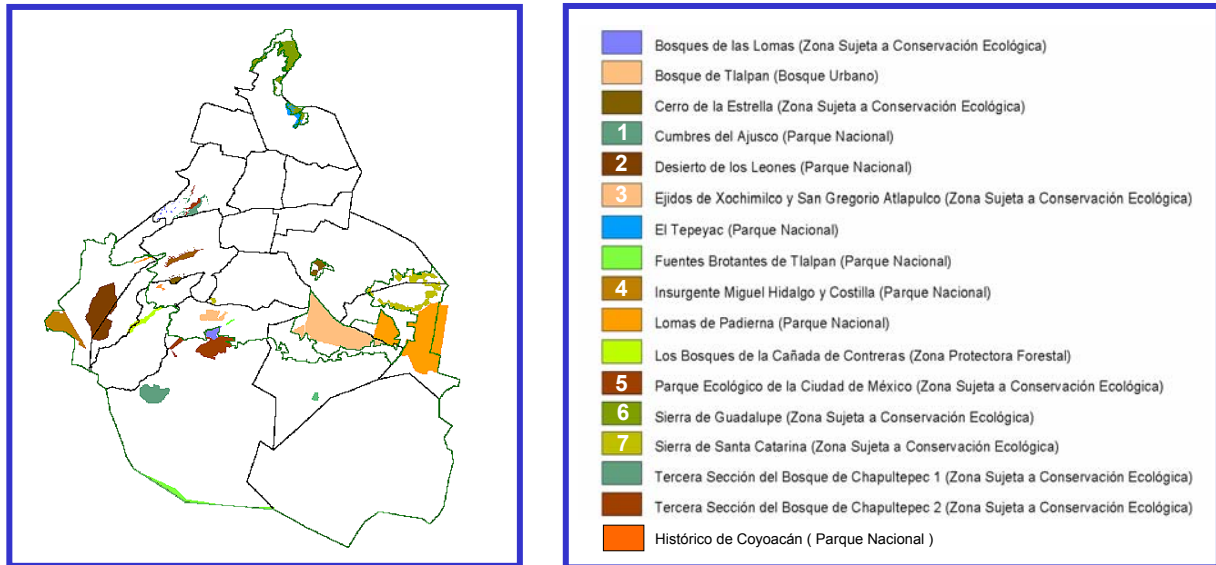 Bosques de las Lomas (Zona Sujeta a Conservación Ecológica)
Bosque de Tlalpan (Bosque Urbano)
Cerro de la Estrella (Zona Sujeta a Conservación Ecológica)
1 Cumbres del Ajusco (Parque Nacional)
2 Desierto de los Leones (Parque Nacional)
3 Ejidos de Xochimilco y San Gregorio Atlapulco (Zona Sujeta a Conservación Ecológica)
El Tepeyac (Parque Nacional)
Fuentes Brotantes de Tlalpan (Parque Nacional)
4 Insurgente Miguel Hidalgo y Costilla (Parque Nacional)
Lomas de Padierna (Parque Nacional)
Los Bosques de la Cañada de Contreras (Zona Protectora Forestal)
5 Parque Ecológico de la Ciudad de México (Zona Sujeta a Conservación Ecológica)
6 Sierra de Guadalupe (Zona Sujeta a Conservación Ecológica)
7 Sierra de Santa Catarina (Zona Sujeta a Conservación Ecológica)
Tercera Sección del Bosque de Chapultepec 1 (Zona Sujeta a Conservación Ecológica)
Tercera Sección del Bosque de Chapultepec 2 (Zona Sujeta a Conservación Ecológica)
Histórico de Coyoacán ( Parque Nacional )